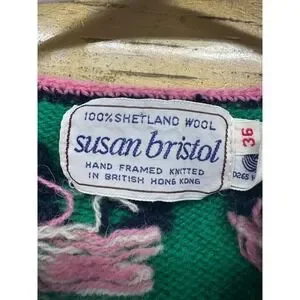 100% SHETLAND WOOL
susan bristol
HAND FRAMED KNITTED
IN BRITISH HONG KONG
36